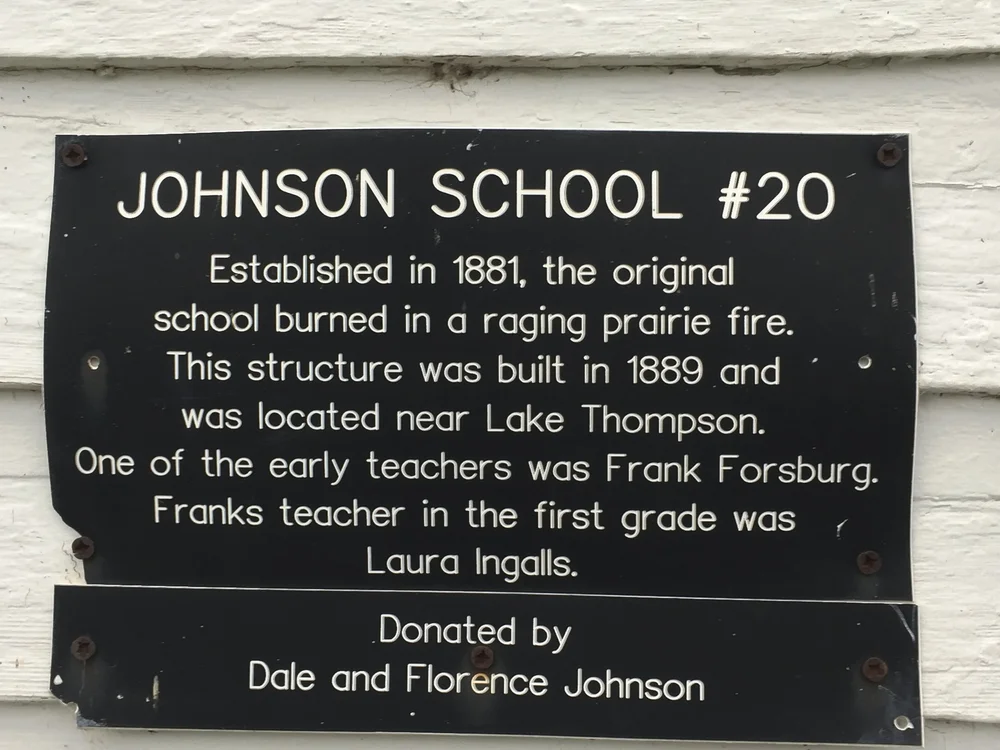 JOHNSON SCHOOL #20
Established in 1881, the original
school burned in a raging prairie fire.
This structure was built in 1889 and
was located near Lake Thompson.
One of the early teachers was Frank Forsburg.
Franks teacher in the first grade was
Laura Ingalls.
Donated by
Dale and Florence Johnson